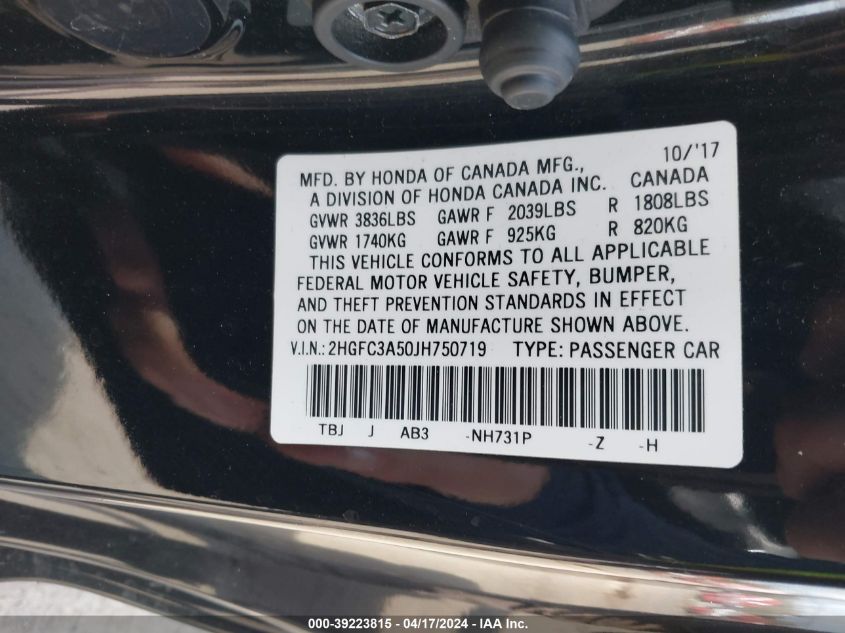 MFD. BY HONDA OF CANADA MFG., 10/'17
A DIVISION OF HONDA CANADA INC. CANADA
GVWR 3836LBS GAWR F 2039LBS R 1808LBS
GVWR 1740KG GAWR F 925KG R 820KG
THIS VEHICLE CONFORMS TO ALL APPLICABLE
FEDERAL MOTOR VEHICLE SAFETY, BUMPER,
AND THEFT PREVENTION STANDARDS IN EFFECT
ON THE DATE OF MANUFACTURE SHOWN ABOVE.
V.I.N.: 2HGFC3A50JH750719 TYPE: PASSENGER CAR
TBJ J AB3 -NH731P -Z -H
000-39223815 - 04/17/2024 - IAA Inc.